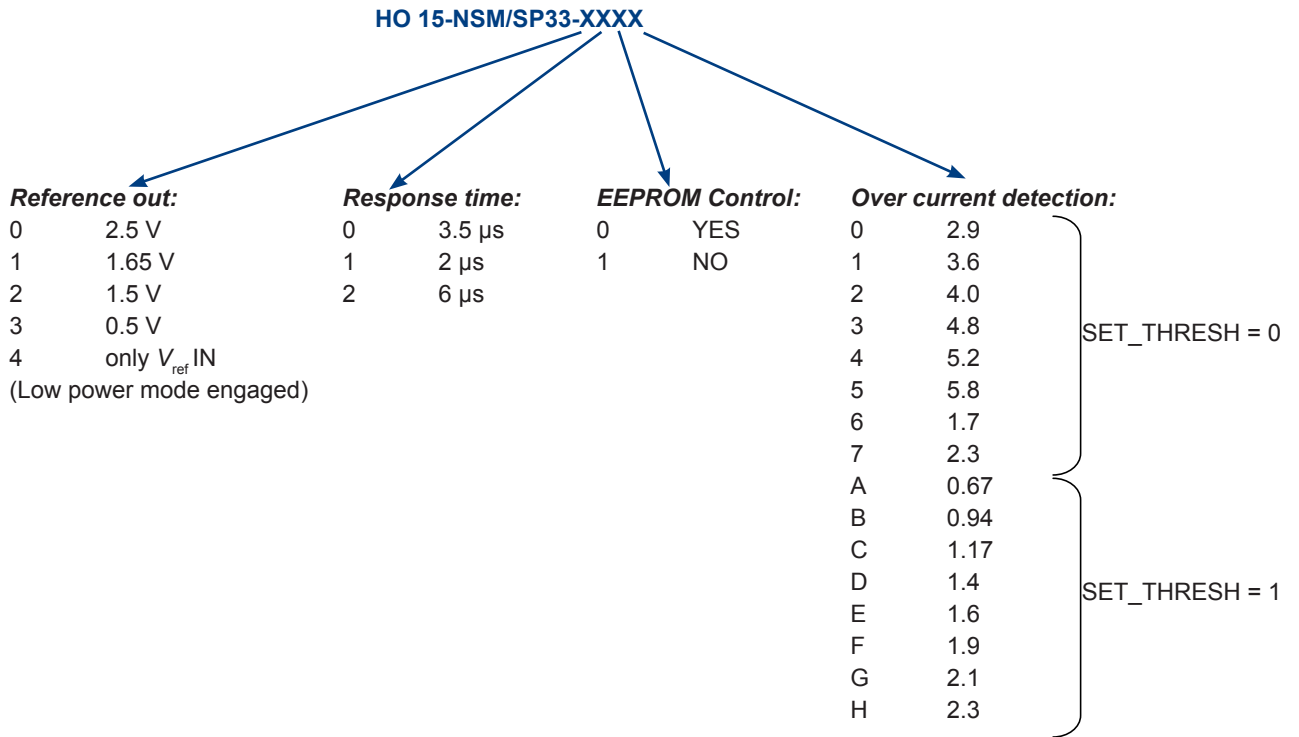 HO 15-NSM/SP33-XXXX
Reference out:
0 2.5 V
1 1.65 V
2 1.5 V
3 0.5 V
4 only Vref IN
(Low power mode engaged)
Response time:
0 3.5 µs
1 2 µs
2 6 µs
EEPROM Control:
0 YES
1 NO
Over current detection:
0 2.9
1 3.6
2 4.0
3 4.8
4 5.2
5 5.8
6 1.7
7 2.3
SET_THRESH = 0
A 0.67
B 0.94
C 1.17
D 1.4
E 1.6
F 1.9
G 2.1
H 2.3
SET_THRESH = 1